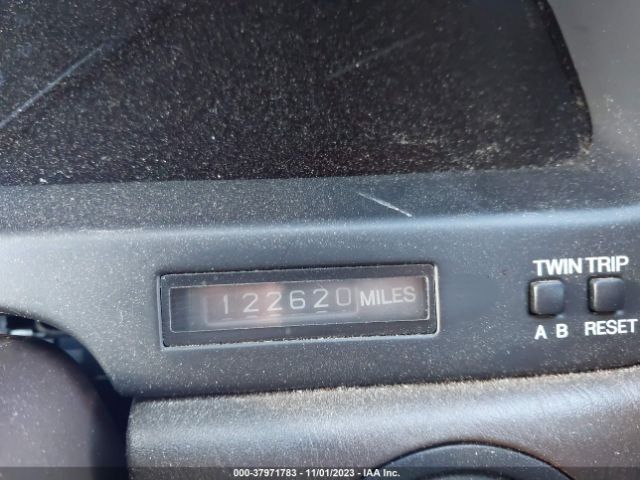 TWIN TRIP
122620 MILES
A B RESET
000-37971783 - 11/01/2023 - IAA Inc.